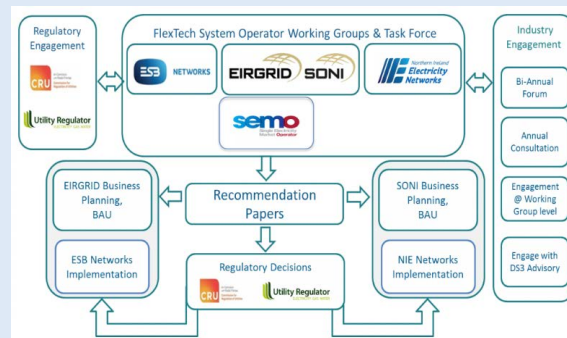 Regulatory
Engagement
CRU
Utility Regulator
FlexTech System Operator Working Groups & Task Force
ESB NETWORKS
EIRGRID SONI
Northern Ireland
Electricity
Networks
semo
Single Electricity
Market Operator
Industry
Engagement
Bi-Annual
Forum
Annual
Consultation
Engagement
@ Working
Group level
Engage with
DS3 Advisory
EIRGRID Business
Planning,
BAU
ESB Networks
Implementation
Recommendation
Papers
SONI Business
Planning,
BAU
NIE Networks
Implementation
Regulatory Decisions
CRU
Utility Regulator